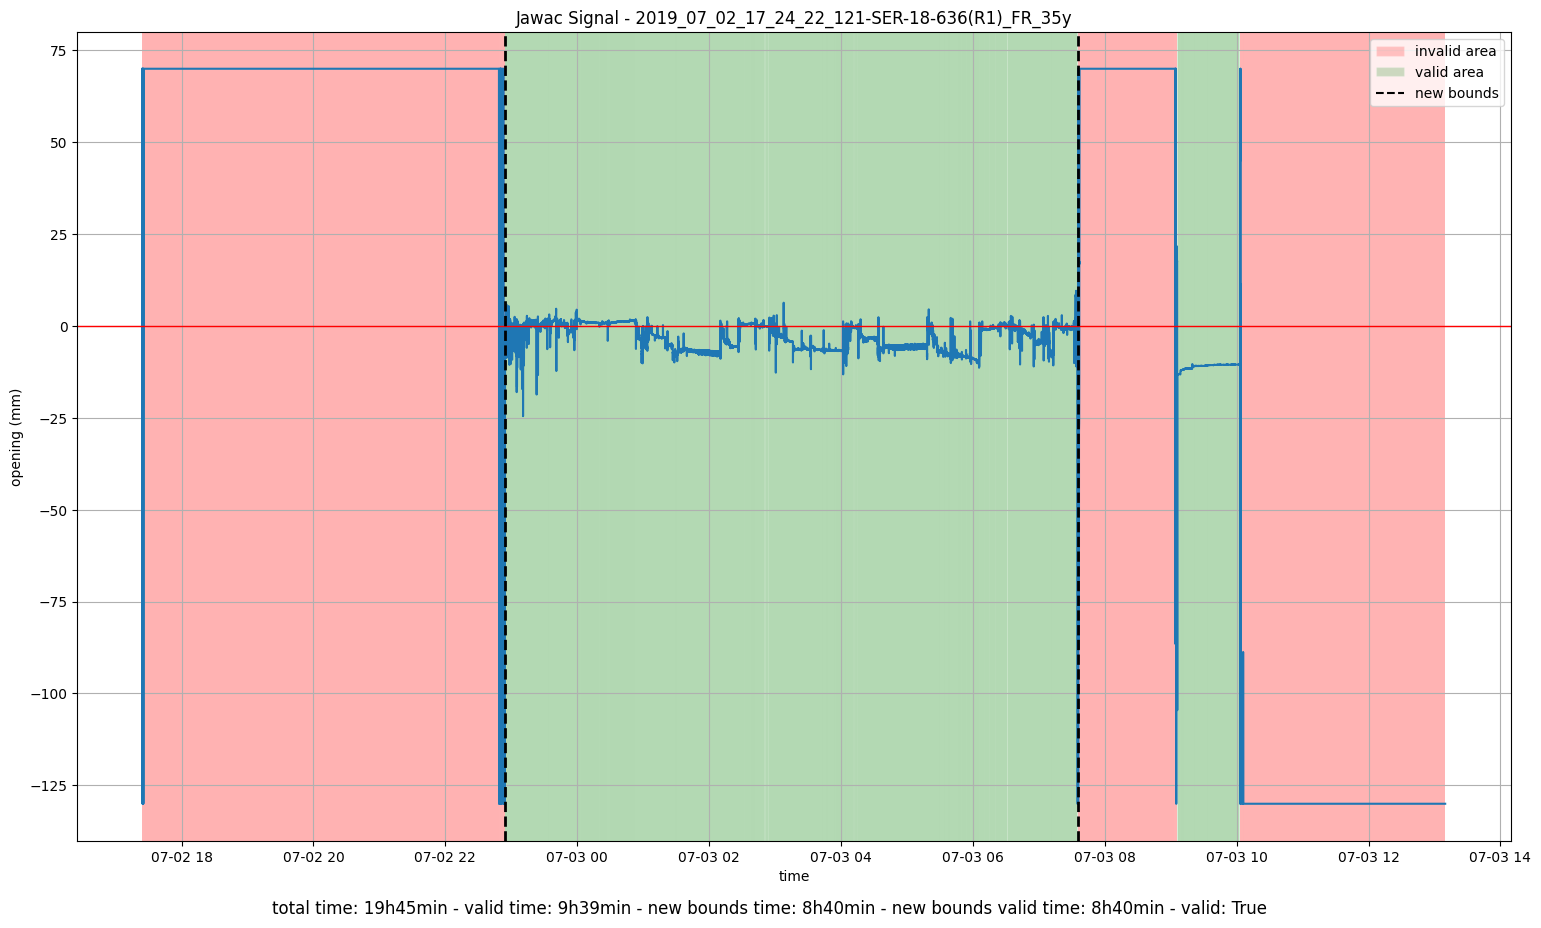 Jawac Signal - 2019_07_02_17_24_22_121-SER-18-636(R1)_FR_35y
invalid area
valid area
new bounds
75
50
25
0
−25
−50
−75
−100
−125
opening (mm)
07-02 18
07-02 20
07-02 22
07-03 00
07-03 02
07-03 04
07-03 06
07-03 08
07-03 10
07-03 12
07-03 14
time
total time: 19h45min - valid time: 9h39min - new bounds time: 8h40min - new bounds valid time: 8h40min - valid: True